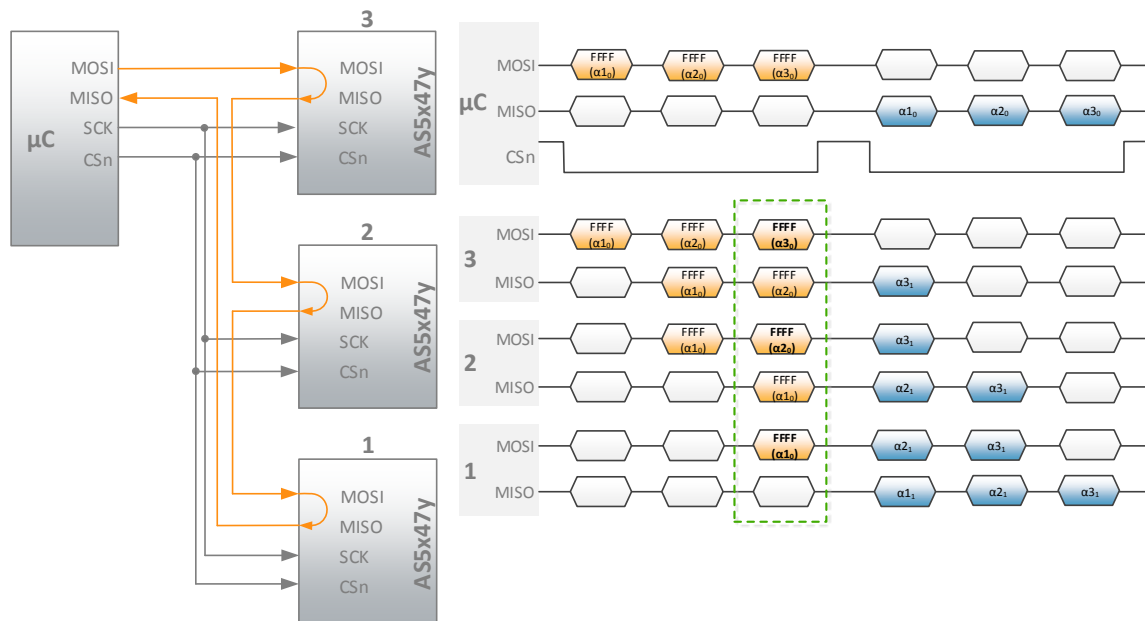 μC
MOSI
MISO
SCK
CSn
3
MOSI
MISO
SCK
CSn
AS5x47y
2
MOSI
MISO
SCK
CSn
AS5x47y
1
MOSI
MISO
SCK
CSn
AS5x47y
μC
MOSI
FFFF
(α1₀)
FFFF
(α2₀)
FFFF
(α3₀)
MISO
α1₀
α2₀
α3₀
CSn
3
MOSI
FFFF
(α1₀)
FFFF
(α2₀)
FFFF
(α3₀)
MISO
FFFF
(α1₀)
FFFF
(α2₀)
α3₁
2
MOSI
FFFF
(α1₀)
FFFF
(α2₀)
α3₁
MISO
FFFF
(α1₀)
α2₁
α3₁
1
MOSI
FFFF
(α1₀)
α2₁
α3₁
MISO
α1₁
α2₁
α3₁